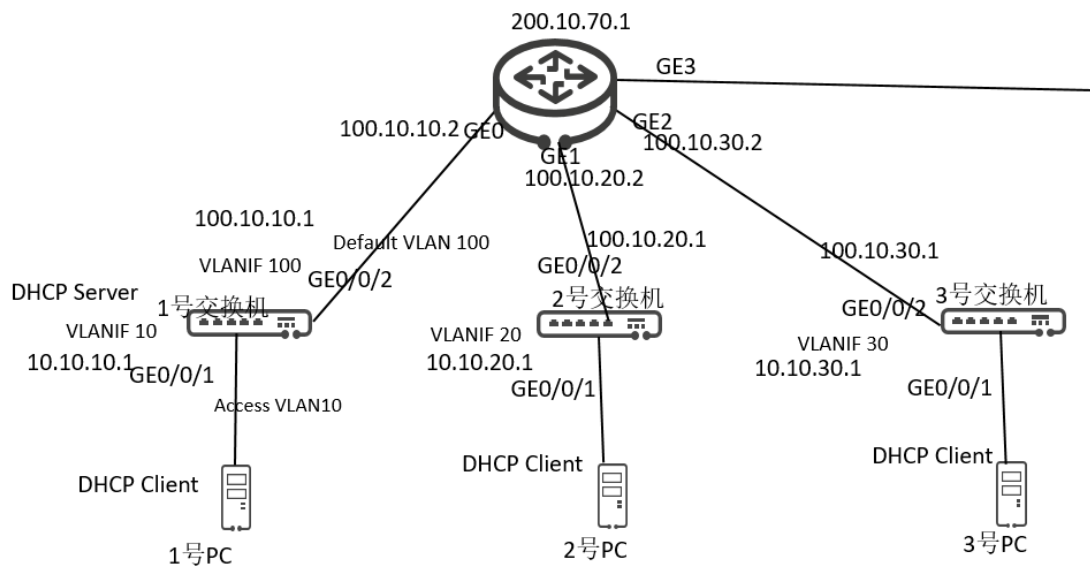 200.10.70.1
GE3
100.10.10.2
GE0
GE2
100.10.30.2
GE1
100.10.20.2
100.10.10.1
Default VLAN 100
100.10.20.1
100.10.30.1
VLANIF 100
GE0/0/2
GE0/0/2
DHCP Server
1号交换机
2号交换机
GE0/0/2
3号交换机
VLANIF 10
VLANIF 20
VLANIF 30
10.10.10.1
GE0/0/1
10.10.20.1
10.10.30.1
GE0/0/1
GE0/0/1
Access VLAN10
DHCP Client
DHCP Client
DHCP Client
1号PC
2号PC
3号PC